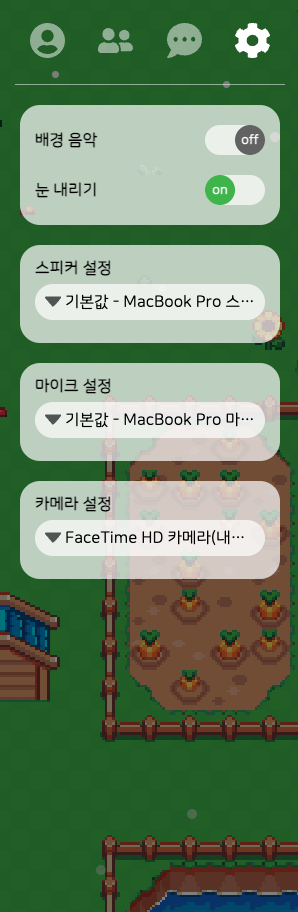 배경 음악
off
눈 내리기
on
스피커 설정
기본값 - MacBook Pro 스…
마이크 설정
기본값 - MacBook Pro 마…
카메라 설정
FaceTime HD 카메라(내…